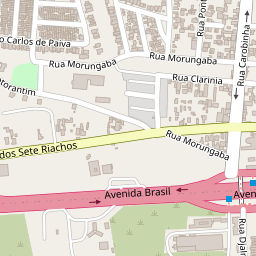 Rua Pont
o Carlos de Paiva
Rua Morungaba
Rua Morungaba
Rua Carobinha
Rua Clarinia
otorantim
Rua Morungaba
dos Sete Riachos
Avenida Brasil
Aven
Rua Djalm